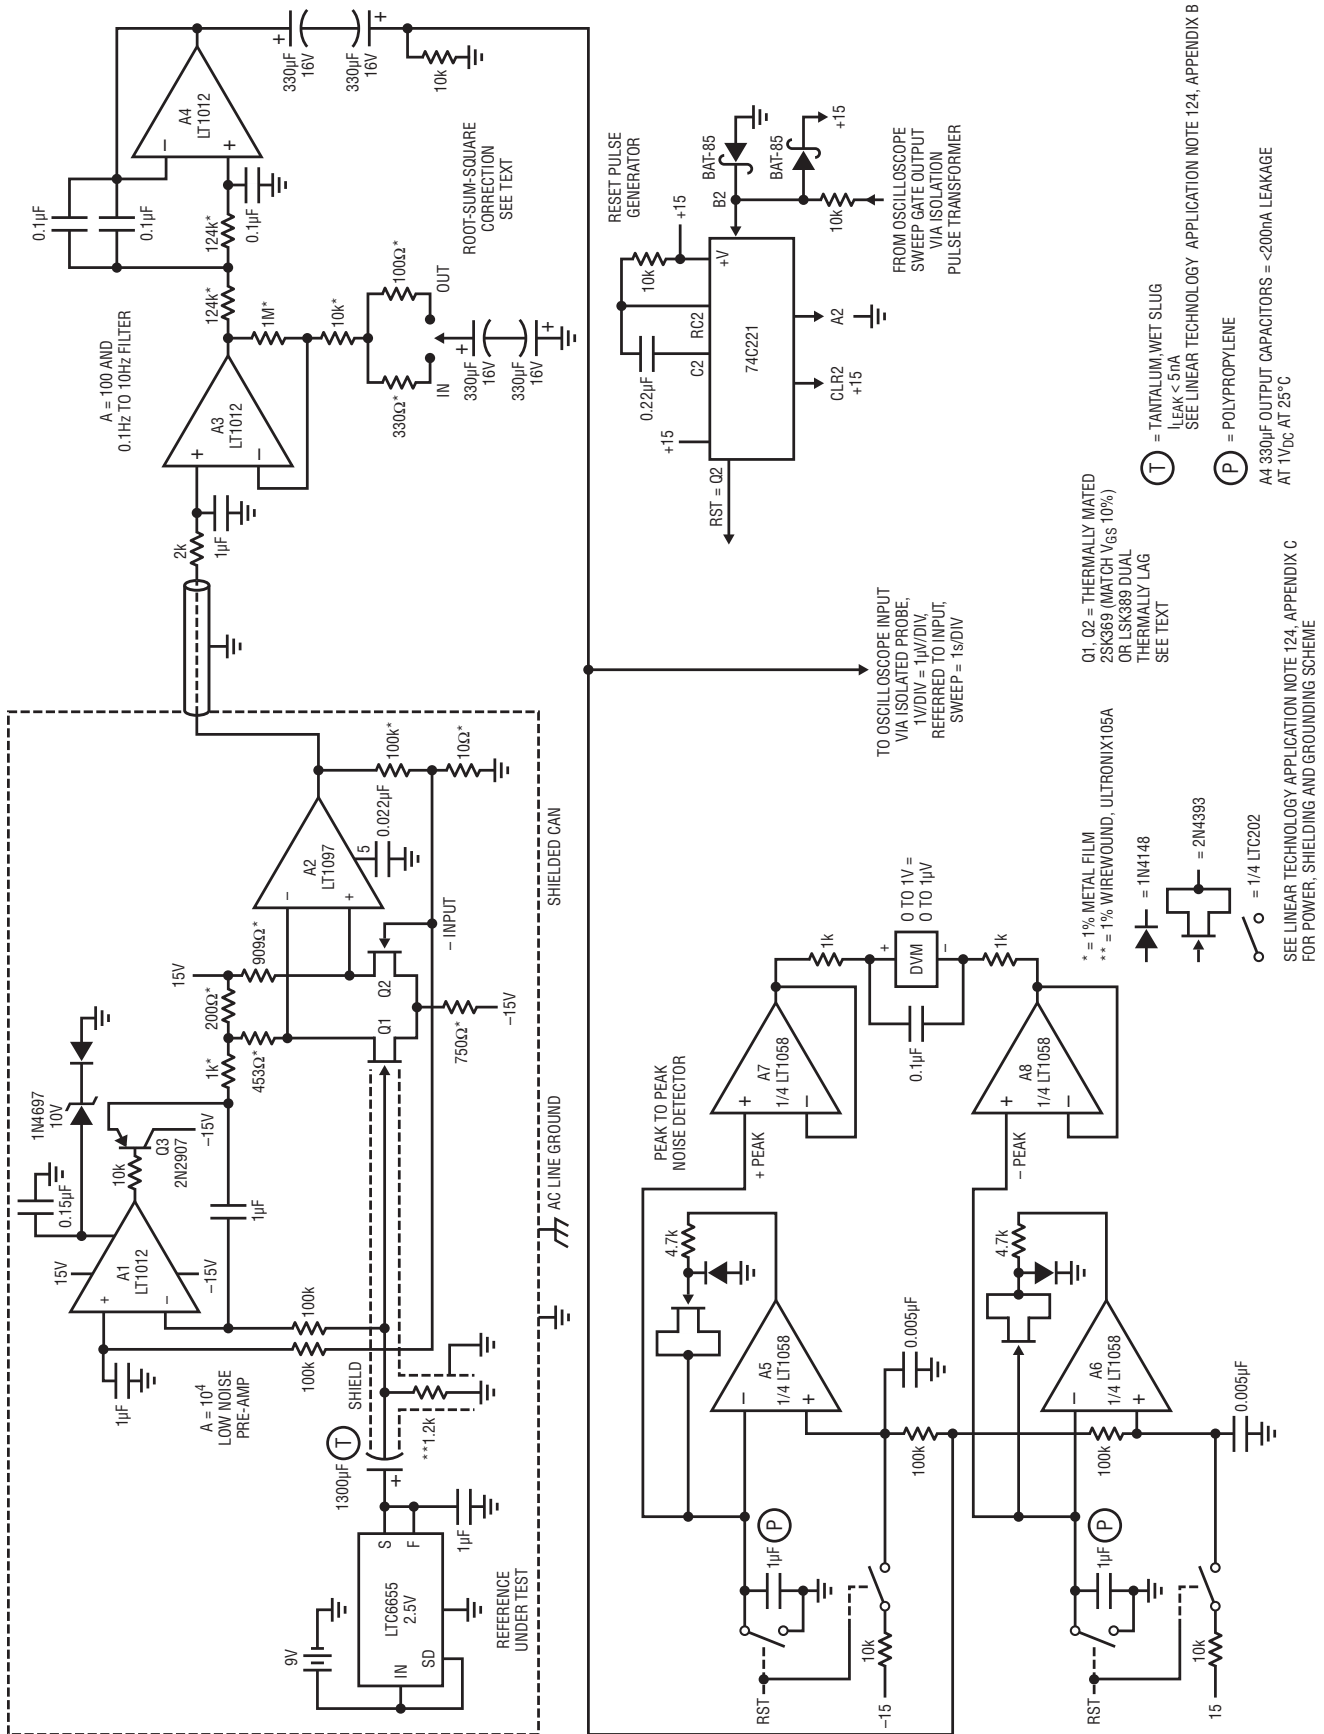 0.1µF
0.1µF
A4
LT1012
–
+
124k*
0.1µF
124k*
1M*
10k*
A = 100 AND
0.1Hz TO 10Hz FILTER
A3
LT1012
+
–
2k
1µF
100Ω*
OUT
330Ω*
IN
+
330µF
16V
330µF
16V
+
ROOT-SUM-SQUARE
CORRECTION
SEE TEXT
+
330µF
16V
330µF
16V
+
10k
1N4697
10V
0.15µF
15V
A1
LT1012
+
–
–15V
10k
Q3
2N2907
–15V
1µF
1µF
100k
100k
A = 10⁴
LOW NOISE
PRE-AMP
15V
200Ω*
909Ω*
1k*
453Ω*
Q1
Q2
750Ω*
–15V
– INPUT
A2
LT1097
–
+
5
0.022µF
100k*
10Ω*
SHIELDED CAN
AC LINE GROUND
SHIELD
1300µF
T
+
**1.2k
9V
IN
SD
LTC6655
2.5V
S
F
1µF
REFERENCE
UNDER TEST
RESET PULSE
GENERATOR
+15
10k
0.22µF
+15
C2
RC2
+V
B2
74C221
CLR2
+15
A2
RST = Q2
BAT-85
BAT-85
+15
10k
FROM OSCILLOSCOPE
SWEEP GATE OUTPUT
VIA ISOLATION
PULSE TRANSFORMER
TO OSCILLOSCOPE INPUT
VIA ISOLATED PROBE,
1V/DIV = 1µV/DIV,
REFERRED TO INPUT,
SWEEP = 1s/DIV
PEAK TO PEAK
NOISE DETECTOR
+ PEAK
A7
1/4 LT1058
+
–
1k
DVM
+
–
O TO 1V =
O TO 1µV
0.1µF
1k
– PEAK
A8
1/4 LT1058
+
–
4.7k
A5
1/4 LT1058
–
+
0.005µF
100k
P
1µF
RST
10k
–15
4.7k
A6
1/4 LT1058
–
+
0.005µF
100k
P
1µF
RST
10k
15
* = 1% METAL FILM
** = 1% WIREWOUND, ULTRONIX105A
= 1N4148
= 2N4393
= 1/4 LTC202
SEE LINEAR TECHNOLOGY APPLICATION NOTE 124, APPENDIX C
FOR POWER, SHIELDING AND GROUNDING SCHEME
Q1, Q2 = THERMALLY MATED
2SK369 (MATCH VGS 10%)
OR LSK389 DUAL
THERMALLY LAG
SEE TEXT
T = TANTALUM,WET SLUG
ILEAK < 5nA
SEE LINEAR TECHNOLOGY APPLICATION NOTE 124, APPENDIX B
P = POLYPROPYLENE
A4 330µF OUTPUT CAPACITORS = <200nA LEAKAGE
AT 1VDC AT 25°C